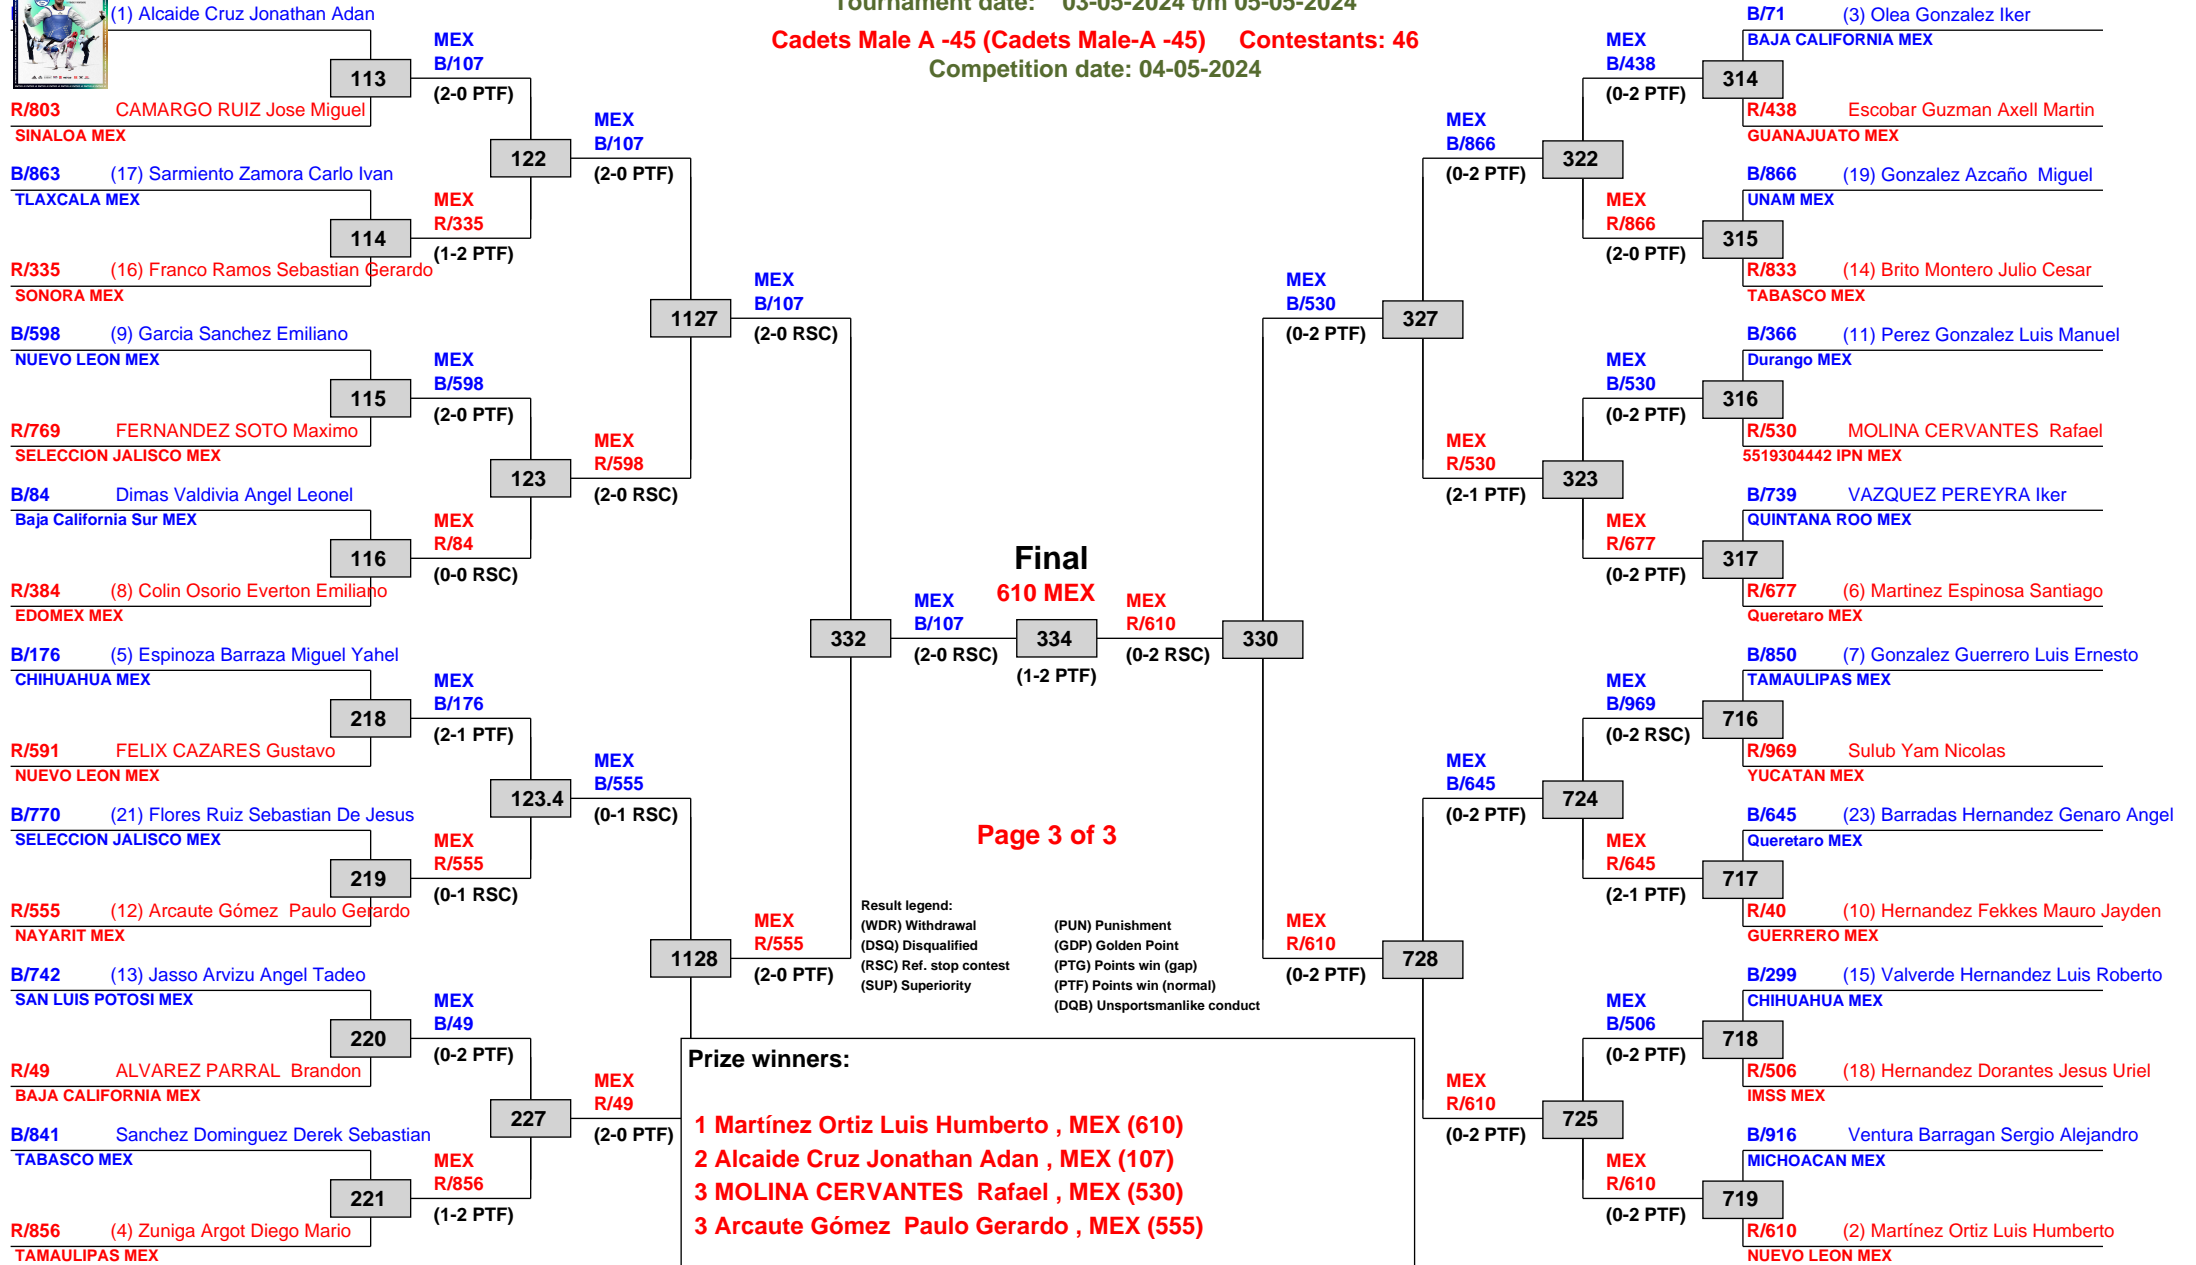 Tournament date: 03-05-2024 t/m 05-05-2024
Cadets Male A -45 (Cadets Male-A -45) Contestants: 46
Competition date: 04-05-2024
(1) Alcaide Cruz Jonathan Adan
113
R/803 CAMARGO RUIZ Jose Miguel
SINALOA MEX
B/863 (17) Sarmiento Zamora Carlo Ivan
TLAXCALA MEX
114
R/335 (16) Franco Ramos Sebastian Gerardo
SONORA MEX
B/598 (9) Garcia Sanchez Emiliano
NUEVO LEON MEX
115
R/769 FERNANDEZ SOTO Maximo
SELECCION JALISCO MEX
B/84 Dimas Valdivia Angel Leonel
Baja California Sur MEX
116
R/384 (8) Colin Osorio Everton Emiliano
EDOMEX MEX
B/176 (5) Espinoza Barraza Miguel Yahel
CHIHUAHUA MEX
218
R/591 FELIX CAZARES Gustavo
NUEVO LEON MEX
B/770 (21) Flores Ruiz Sebastian De Jesus
SELECCION JALISCO MEX
219
R/555 (12) Arcaute Gómez Paulo Gerardo
NAYARIT MEX
B/742 (13) Jasso Arvizu Angel Tadeo
SAN LUIS POTOSI MEX
220
R/49 ALVAREZ PARRAL Brandon
BAJA CALIFORNIA MEX
B/841 Sanchez Dominguez Derek Sebastian
TABASCO MEX
221
R/856 (4) Zuniga Argot Diego Mario
TAMAULIPAS MEX
MEX
B/107
(2-0 PTF)
122
MEX
R/335
(1-2 PTF)
MEX
B/598
(2-0 PTF)
123
MEX
R/84
(0-0 RSC)
MEX
B/176
(2-1 PTF)
123.4
MEX
R/555
(0-1 RSC)
MEX
B/49
(0-2 PTF)
227
MEX
R/856
(1-2 PTF)
MEX
B/107
(2-0 PTF)
1127
MEX
R/598
(2-0 RSC)
MEX
B/555
(0-1 RSC)
1128
MEX
R/49
(2-0 PTF)
MEX
B/107
(2-0 RSC)
332
MEX
R/555
(2-0 PTF)
MEX
B/107
(2-0 RSC)
Final
610 MEX
334
(1-2 PTF)
MEX
R/610
(0-2 RSC)
330
MEX
B/530
(0-2 PTF)
327
MEX
R/610
(0-2 PTF)
728
MEX
B/866
(0-2 PTF)
322
MEX
R/530
(2-1 PTF)
323
MEX
B/645
(0-2 PTF)
724
MEX
R/610
(0-2 PTF)
725
MEX
B/438
(0-2 PTF)
MEX
R/866
(2-0 PTF)
MEX
B/530
(0-2 PTF)
MEX
R/677
(0-2 PTF)
MEX
B/969
(0-2 RSC)
MEX
R/645
(2-1 PTF)
MEX
B/506
(0-2 PTF)
MEX
R/610
(0-2 PTF)
B/71 (3) Olea Gonzalez Iker
BAJA CALIFORNIA MEX
314
R/438 Escobar Guzman Axell Martin
GUANAJUATO MEX
B/866 (19) Gonzalez Azcaño Miguel
UNAM MEX
315
R/833 (14) Brito Montero Julio Cesar
TABASCO MEX
B/366 (11) Perez Gonzalez Luis Manuel
Durango MEX
316
R/530 MOLINA CERVANTES Rafael
5519304442 IPN MEX
B/739 VAZQUEZ PEREYRA Iker
QUINTANA ROO MEX
317
R/677 (6) Martinez Espinosa Santiago
Queretaro MEX
B/850 (7) Gonzalez Guerrero Luis Ernesto
TAMAULIPAS MEX
716
R/969 Sulub Yam Nicolas
YUCATAN MEX
B/645 (23) Barradas Hernandez Genaro Angel
Queretaro MEX
717
R/40 (10) Hernandez Fekkes Mauro Jayden
GUERRERO MEX
B/299 (15) Valverde Hernandez Luis Roberto
CHIHUAHUA MEX
718
R/506 (18) Hernandez Dorantes Jesus Uriel
IMSS MEX
B/916 Ventura Barragan Sergio Alejandro
MICHOACAN MEX
719
R/610 (2) Martínez Ortiz Luis Humberto
NUEVO LEON MEX
Page 3 of 3
Result legend:
(WDR) Withdrawal
(DSQ) Disqualified
(RSC) Ref. stop contest
(SUP) Superiority
(PUN) Punishment
(GDP) Golden Point
(PTG) Points win (gap)
(PTF) Points win (normal)
(DQB) Unsportsmanlike conduct
Prize winners:
1 Martínez Ortiz Luis Humberto , MEX (610)
2 Alcaide Cruz Jonathan Adan , MEX (107)
3 MOLINA CERVANTES Rafael , MEX (530)
3 Arcaute Gómez Paulo Gerardo , MEX (555)